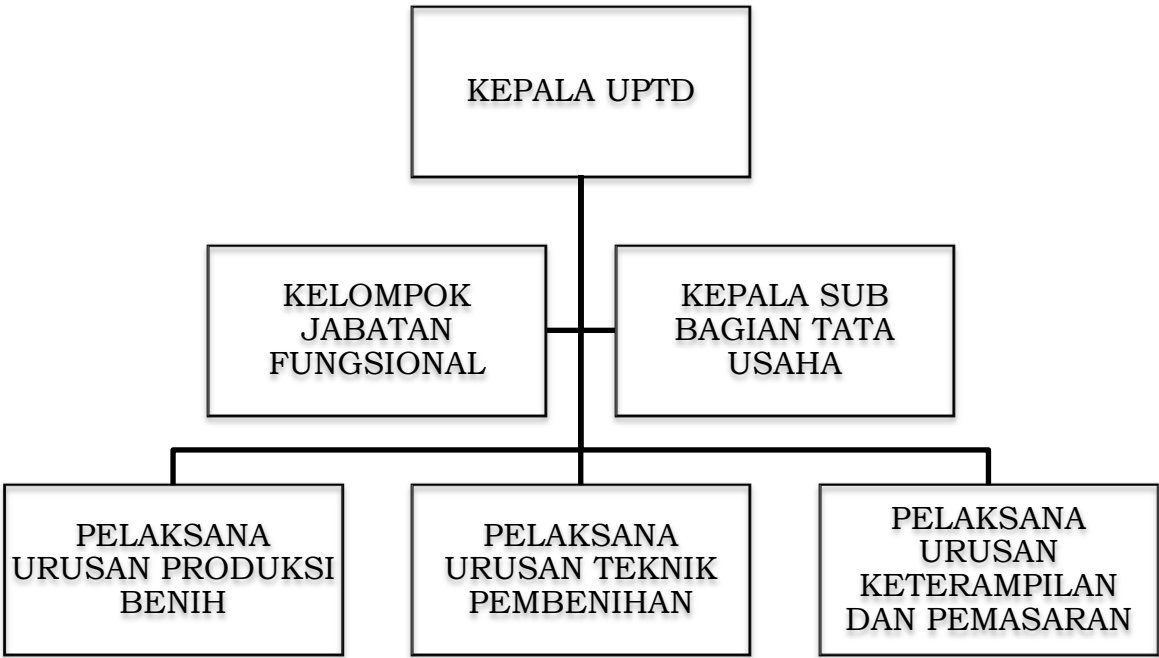 KEPALA UPTD
KELOMPOK
JABATAN
FUNGSIONAL
KEPALA SUB
BAGIAN TATA
USAHA
PELAKSANA
URUSAN PRODUKSI
BENIH
PELAKSANA
URUSAN TEKNIK
PEMBENIHAN
PELAKSANA
URUSAN
KETERAMPILAN
DAN PEMASARAN